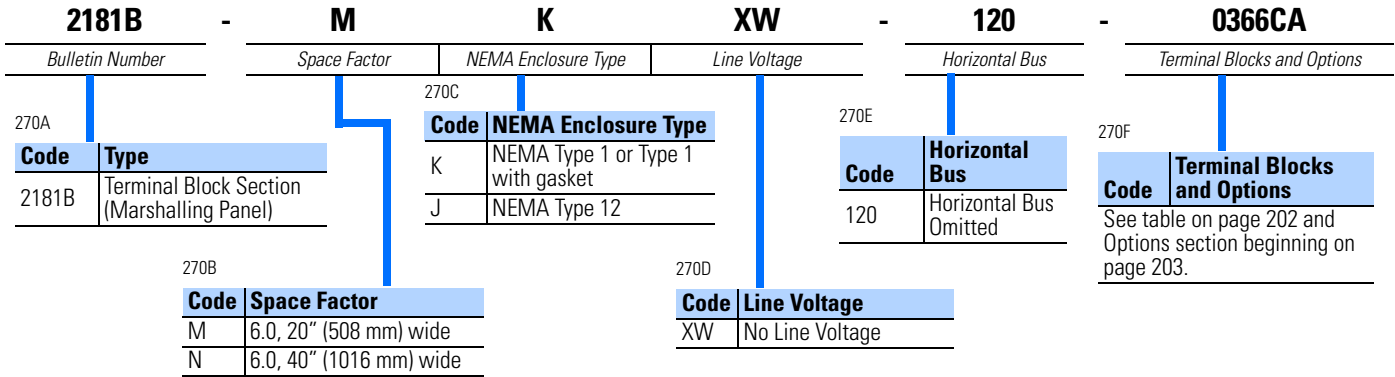 2181B - M K XW - 120 - 0366CA
Bulletin Number Space Factor NEMA Enclosure Type Line Voltage Horizontal Bus Terminal Blocks and Options
270A
Code Type
2181B Terminal Block Section
(Marshalling Panel)
270B
Code Space Factor
M 6.0, 20” (508 mm) wide
N 6.0, 40” (1016 mm) wide
270C
Code NEMA Enclosure Type
K NEMA Type 1 or Type 1
with gasket
J NEMA Type 12
270D
Code Line Voltage
XW No Line Voltage
270E
Code Horizontal
Bus
120 Horizontal Bus
Omitted
270F
Code Terminal Blocks
and Options
See table on page 202 and
Options section beginning on
page 203.